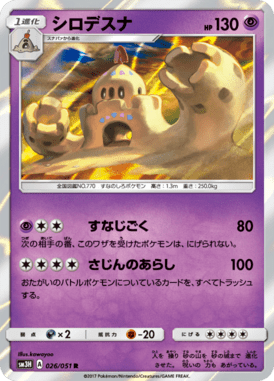 1進化 シロデスナ HP 130
スナバァから進化
全国図鑑NO.770 すなのしろポケモン 高さ:1.3m 重さ:250.0kg
すなじごく 80
次の相手の番、このワザを受けたポケモンは、にげられない。
さじんのあらし 100
おたがいのバトルポケモンについているカードを、すべてトラッシュする。
弱点 ×2 抵抗力 -20 にげる
Illus.kawayoo
SM3H A 026/051 R
©2017 Pokémon/Nintendo/Creatures/GAME FREAK.